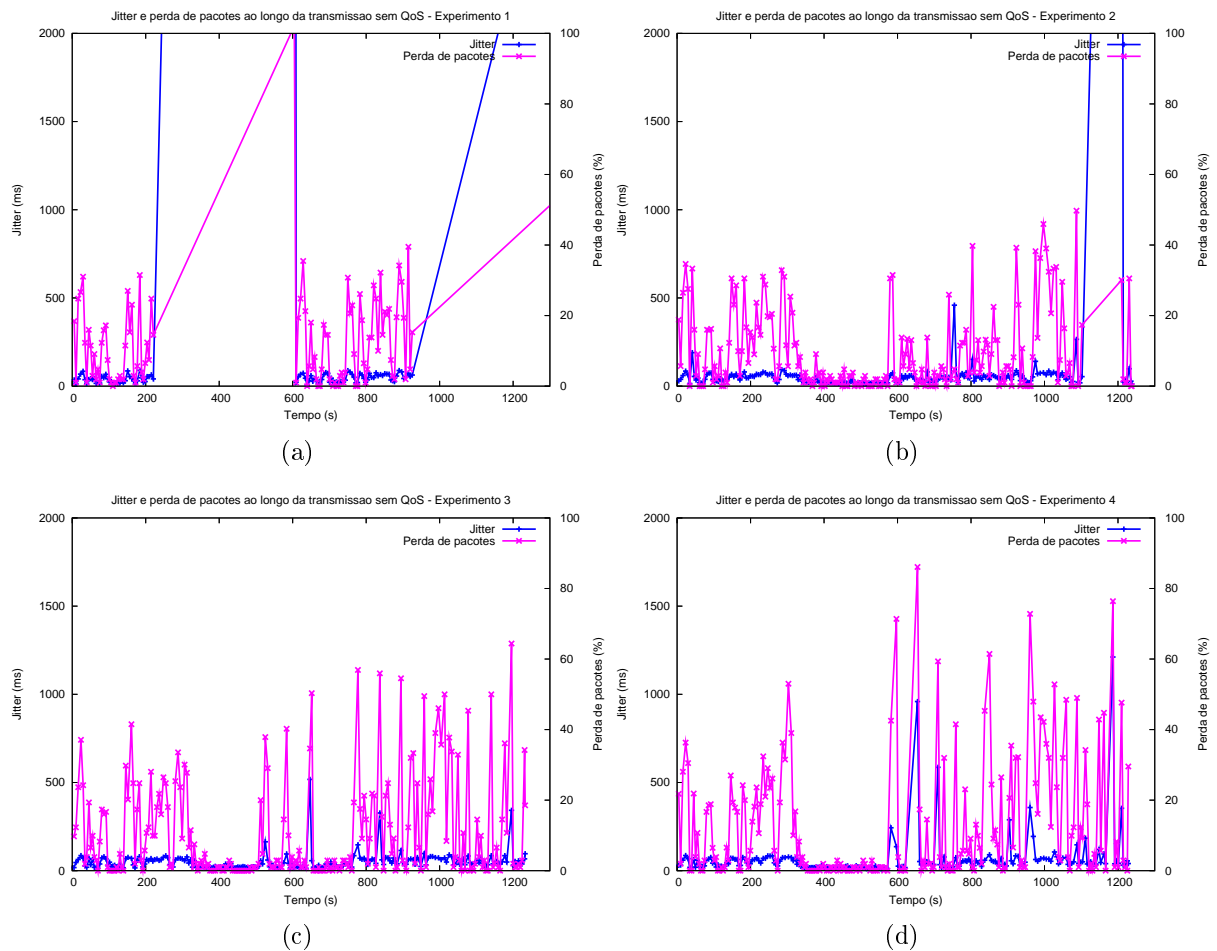 Jitter e perda de pacotes ao longo da transmissao sem QoS - Experimento 1
Jitter
Perda de pacotes
Jitter (ms)
Perda de pacotes (%)
0
500
1000
1500
2000
0
20
40
60
80
100
0 200 400 600 800 1000 1200
Tempo (s)
(a)
Jitter e perda de pacotes ao longo da transmissao sem QoS - Experimento 2
Jitter
Perda de pacotes
Jitter (ms)
Perda de pacotes (%)
0
500
1000
1500
2000
0
20
40
60
80
100
0 200 400 600 800 1000 1200
Tempo (s)
(b)
Jitter e perda de pacotes ao longo da transmissao sem QoS - Experimento 3
Jitter
Perda de pacotes
Jitter (ms)
Perda de pacotes (%)
0
500
1000
1500
2000
0
20
40
60
80
100
0 200 400 600 800 1000 1200
Tempo (s)
(c)
Jitter e perda de pacotes ao longo da transmissao sem QoS - Experimento 4
Jitter
Perda de pacotes
Jitter (ms)
Perda de pacotes (%)
0
500
1000
1500
2000
0
20
40
60
80
100
0 200 400 600 800 1000 1200
Tempo (s)
(d)